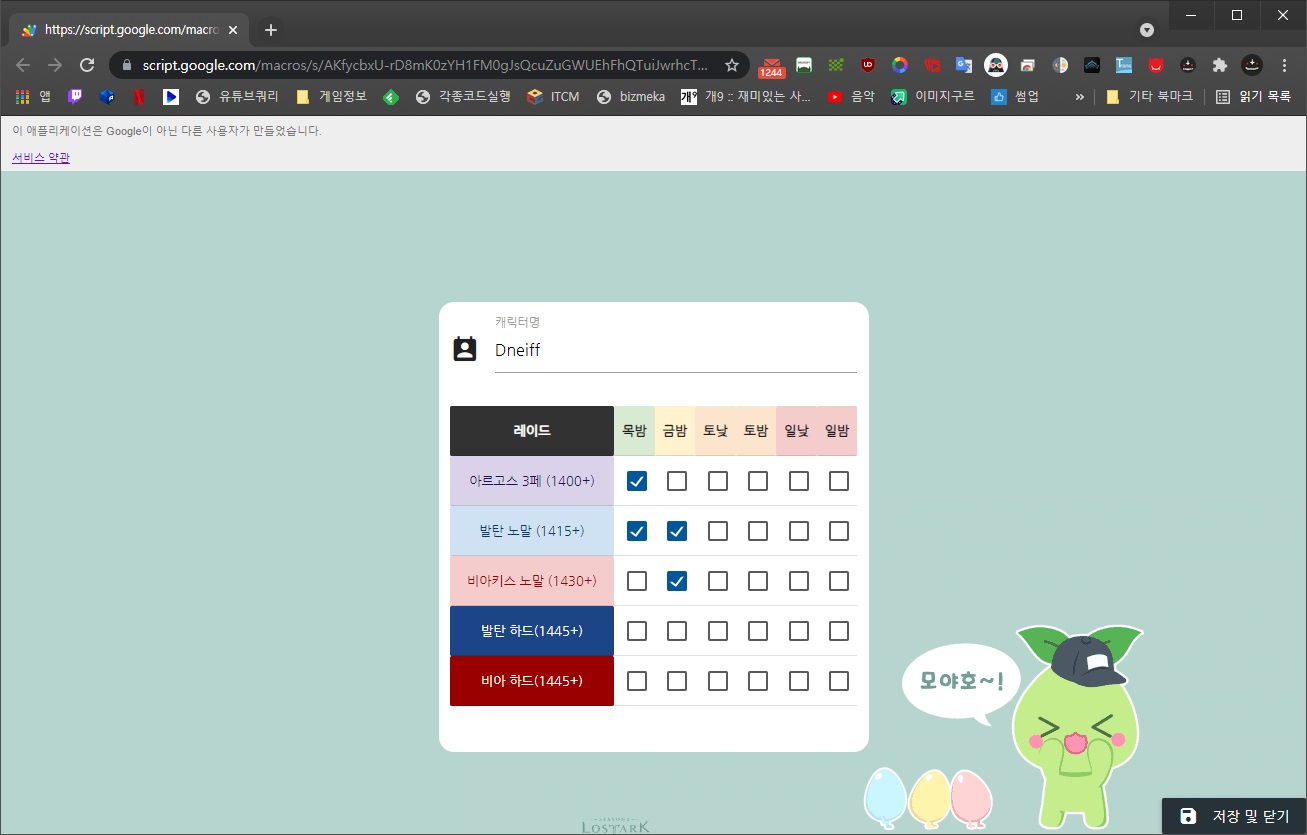 https://script.google.com/macro
script.google.com/macros/s/AKfycbxU-rD8mK0zYH1FM0gJsQcuZuGWUEhFhQTuiJwrhcT...
1244
앱
유튜브쿼리
게임정보
각종코드실행
ITCM
bizmeka
개9 :: 재미있는 사...
음악
이미지구르
썸업
»
기타 북마크
읽기 목록
이 애플리케이션은 Google이 아닌 다른 사용자가 만들었습니다.
서비스 약관
캐릭터명
Dneiff
레이드 목밤 금밤 토낮 토밤 일낮 일밤
아르고스 3페 (1400+)
발탄 노말 (1415+)
비아키스 노말 (1430+)
발탄 하드(1445+)
비아 하드(1445+)
모야호~!
LOSTARK
저장 및 닫기